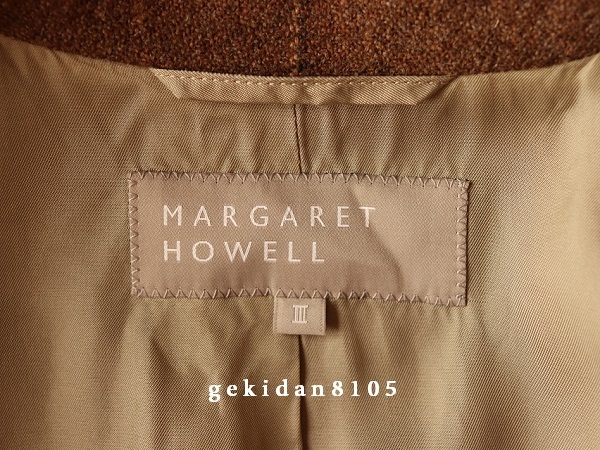 MARGARET
HOWELL
III
gekidan8105